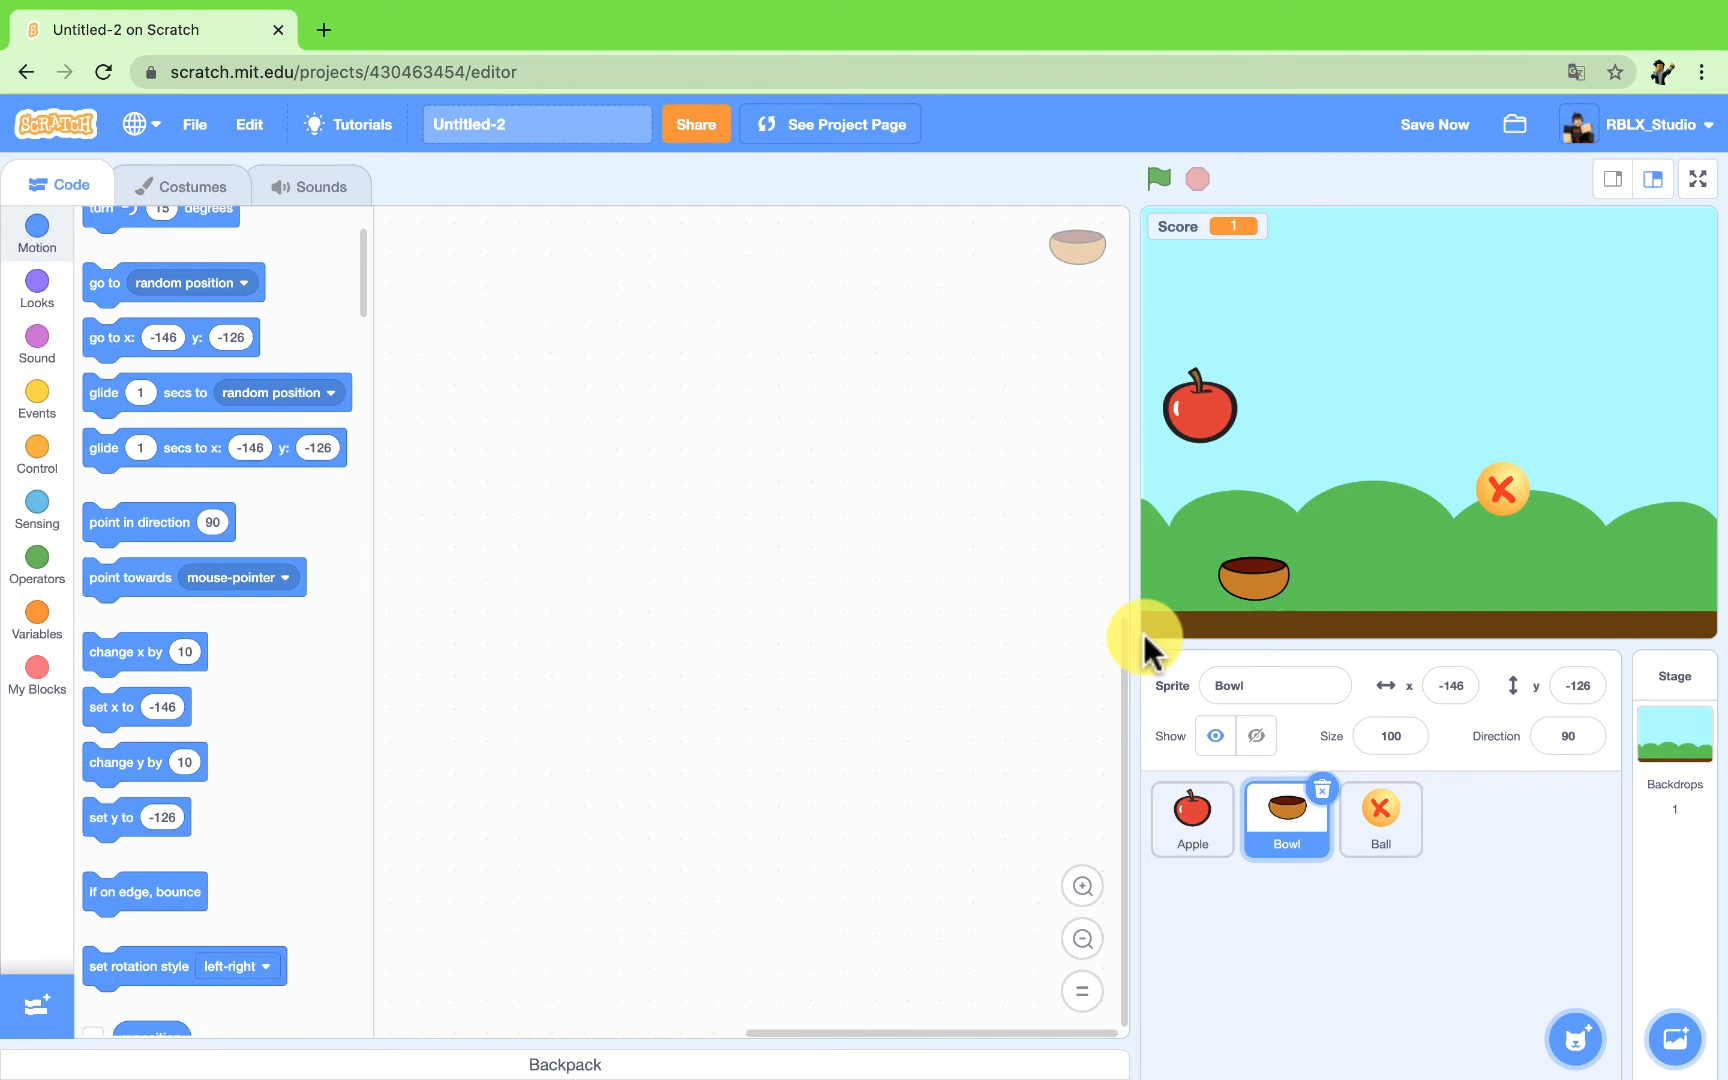 Untitled-2 on Scratch
scratch.mit.edu/projects/430463454/editor
SCRATCH File Edit Tutorials Untitled-2 Share See Project Page Save Now RBLX_Studio
Code Costumes Sounds
Motion
Looks
Sound
Events
Control
Sensing
Operators
Variables
My Blocks
turn 15 degrees
go to random position
go to x: -146 y: -126
glide 1 secs to random position
glide 1 secs to x: -146 y: -126
point in direction 90
point towards mouse-pointer
change x by 10
set x to -146
change y by 10
set y to -126
if on edge, bounce
set rotation style left-right
Backpack
Score 1
Sprite Bowl x -146 y -126
Show Size 100 Direction 90
Apple Bowl Ball
Stage
Backdrops
1